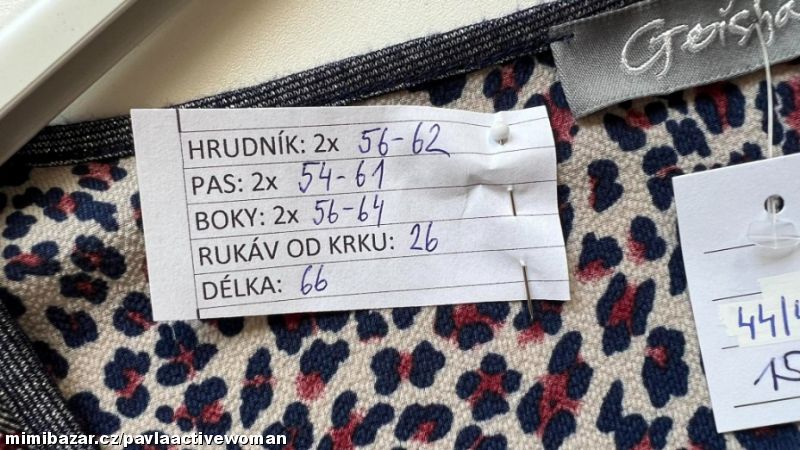 Geisha
HRUDNÍK: 2x 56-62
PAS: 2x 54-61
BOKY: 2x 56-64
RUKÁV OD KRKU: 26
DÉLKA: 66
44/4
mimibazar.cz/pavlaactivewoman